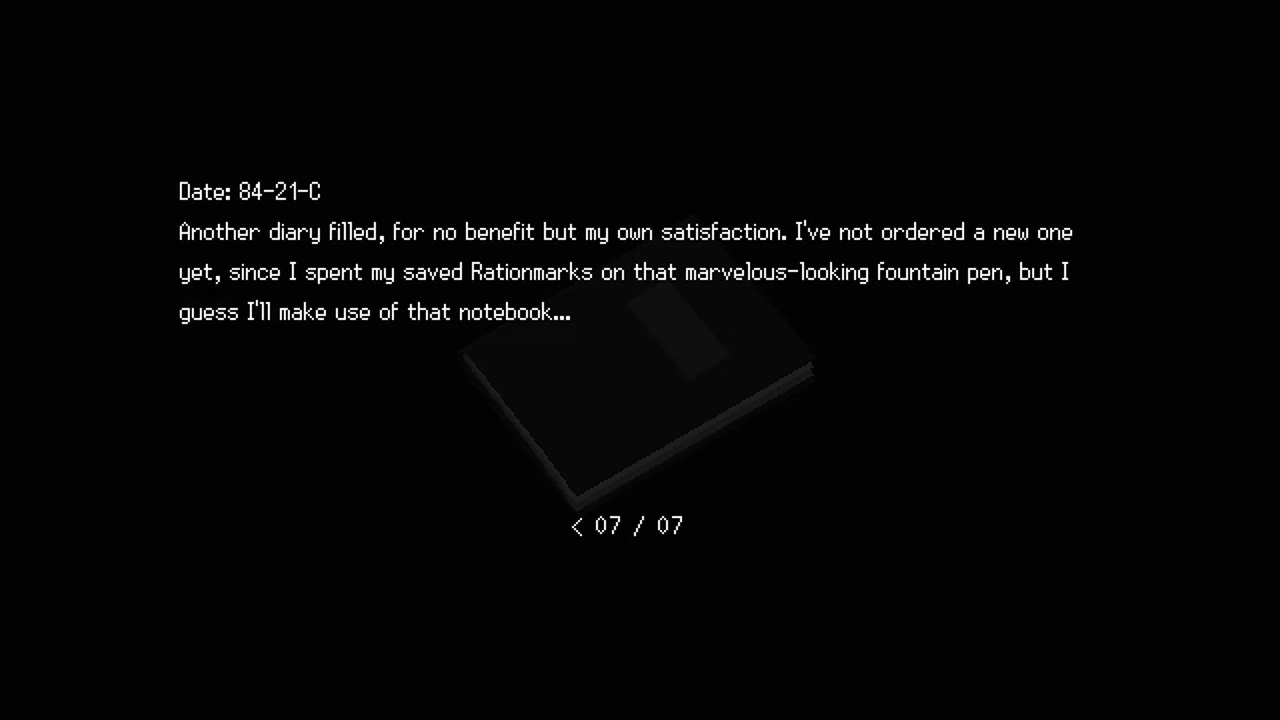 Date: 84-21-C
Another diary filled, for no benefit but my own satisfaction. I've not ordered a new one
yet, since I spent my saved Rationmarks on that marvelous-looking fountain pen, but I
guess I'll make use of that notebook...
< 07 / 07